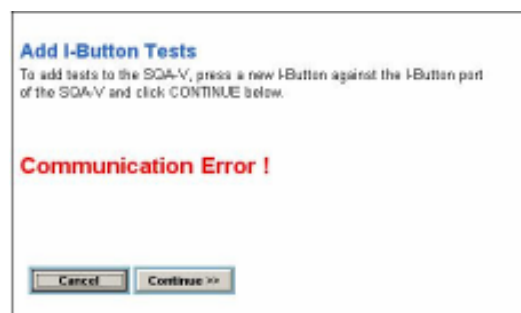 Add I-Button Tests
To add tests to the SQA-V, press a new I-Button against the I-Button port
of the SQA-V and click CONTINUE below.
Communication Error !
Cancel
Continue >>